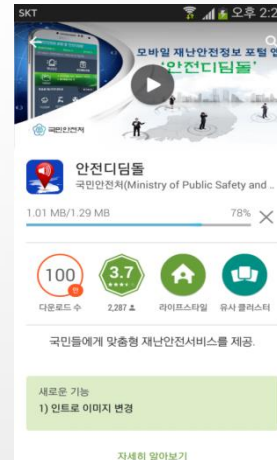 SKT 오후 2:2
모바일 재난안전정보 포털 앱
'안전디딤돌'
국민안전처
안전디딤돌
국민안전처(Ministry of Public Safety and ..
1.01 MB/1.29 MB 78%
100 만 3.7
다운로드 수 2,287 라이프스타일 유사 클러스터
국민들에게 맞춤형 재난안전서비스를 제공.
새로운 기능
1) 인트로 이미지 변경
자세히 알아보기